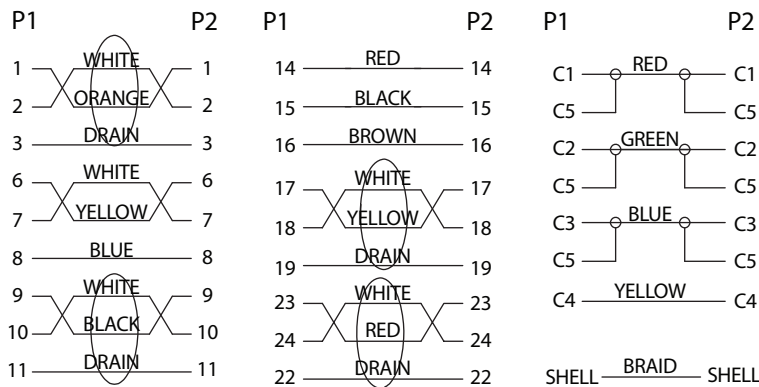 P1 P2
1 WHITE 1
2 ORANGE 2
3 DRAIN 3
6 WHITE 6
7 YELLOW 7
8 BLUE 8
9 WHITE 9
10 BLACK 10
11 DRAIN 11
P1 P2
14 RED 14
15 BLACK 15
16 BROWN 16
17 WHITE 17
18 YELLOW 18
19 DRAIN 19
23 WHITE 23
24 RED 24
22 DRAIN 22
P1 P2
C1 RED C1
C5 C5
C2 GREEN C2
C5 C5
C3 BLUE C3
C5 C5
C4 YELLOW C4
SHELL BRAID SHELL